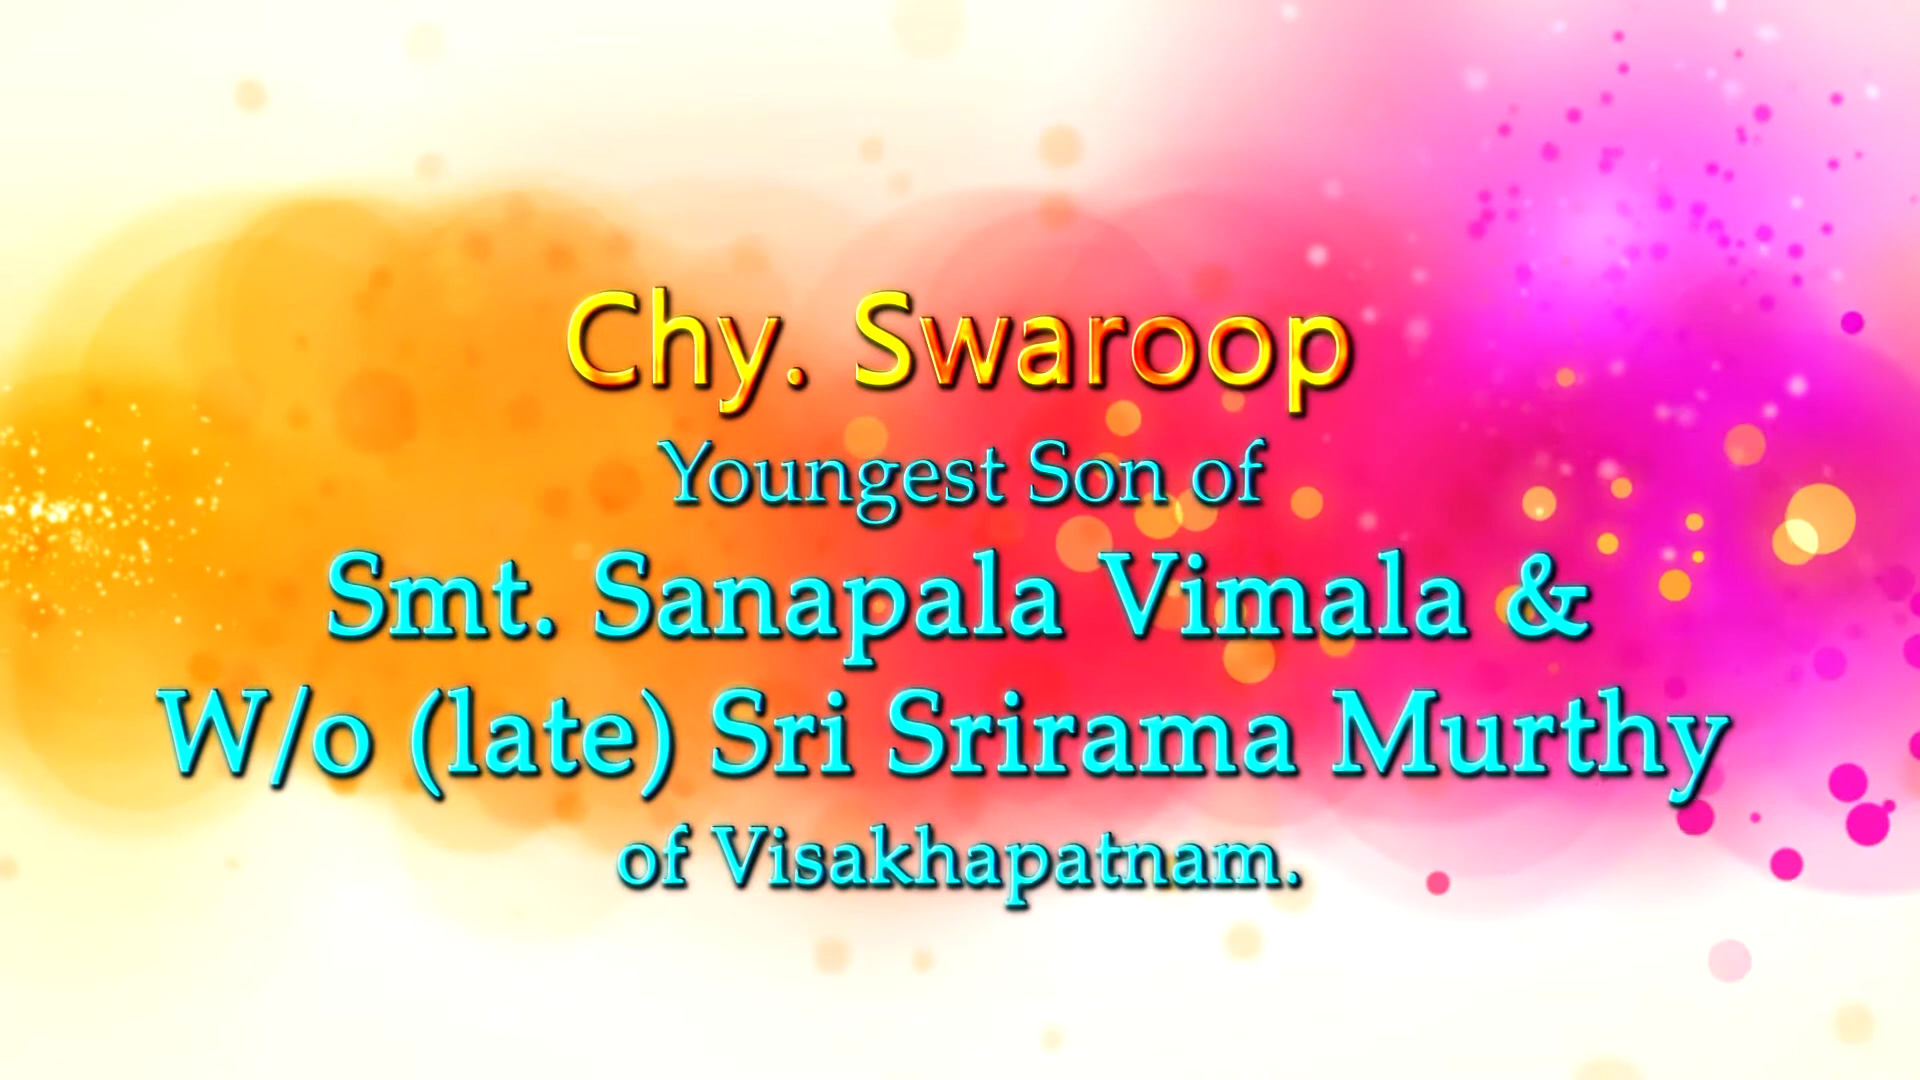 Chy. Swaroop
Youngest Son of
Smt. Sanapala Vimala &
W/o (late) Sri Srirama Murthy
of Visakhapatnam.